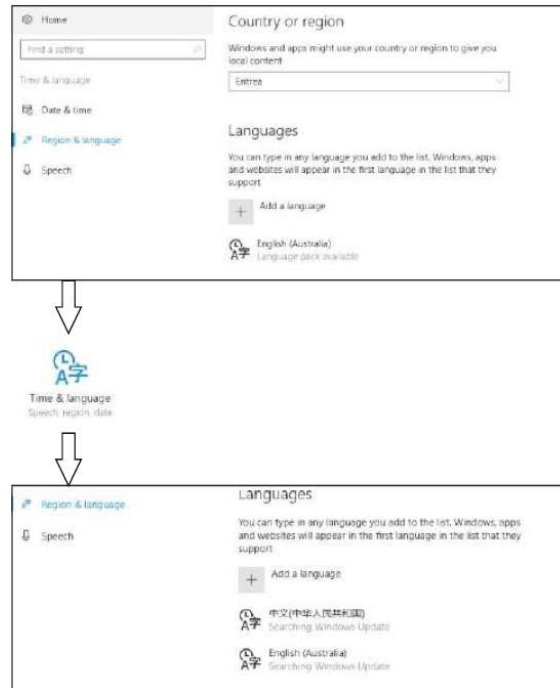 Home
Find a setting
Time & language
Date & time
Region & language
Speech
Country or region
Windows and apps might use your country or region to give you
local content
Eritrea
Languages
You can type in any language you add to the list. Windows, apps
and websites will appear in the first language in the list that they
support
Add a language
English (Australia)
Language pack available
Time & language
Speech, region, date
Region & language
Speech
Languages
You can type in any language you add to the list. Windows, apps
and websites will appear in the first language in the list that they
support
Add a language
中文(中华人民共和国)
Searching Windows Update
English (Australia)
Searching Windows Update